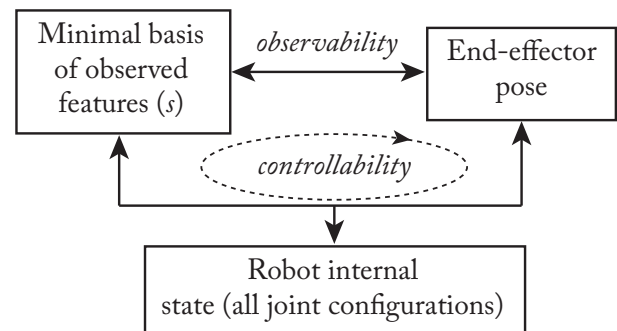 Minimal basis
of observed
features (s)
observability
End-effector
pose
controllability
Robot internal
state (all joint configurations)